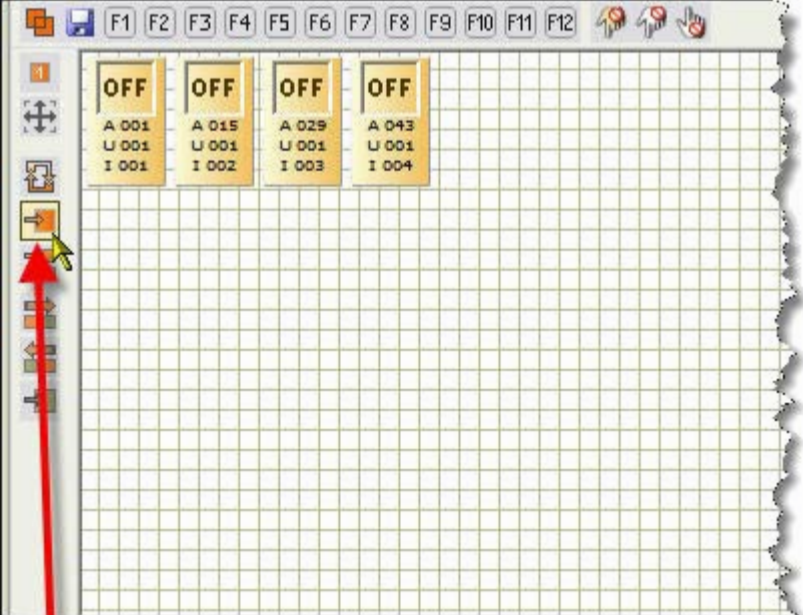 F1 F2 F3 F4 F5 F6 F7 F8 F9 F10 F11 F12
1
OFF OFF OFF OFF
A 001 A 015 A 029 A 043
U 001 U 001 U 001 U 001
I 001 I 002 I 003 I 004